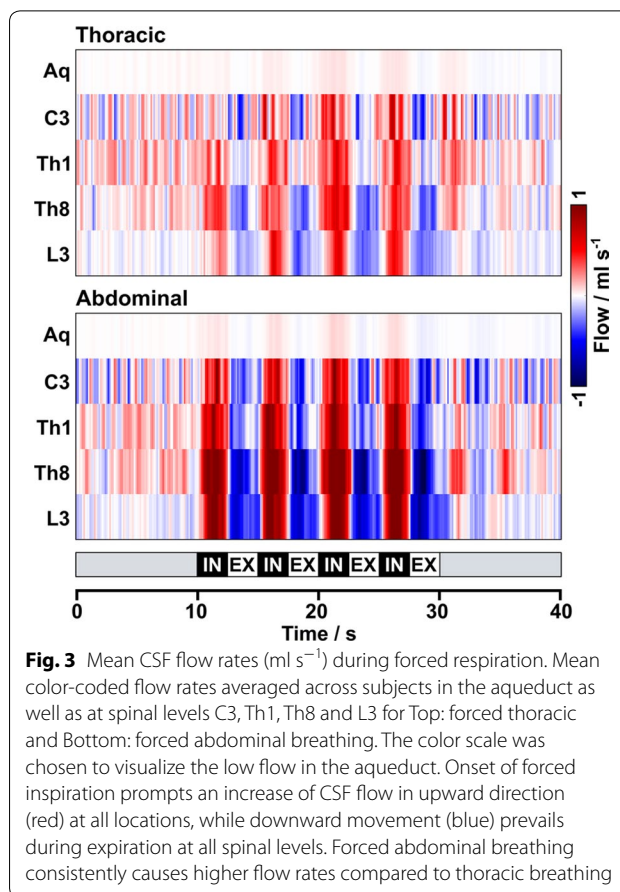 Thoracic
Aq
C3
Th1
Th8
L3
Abdominal
Aq
C3
Th1
Th8
L3
1
Flow / ml s⁻¹
-1
IN EX IN EX IN EX IN EX
0 10 20 30 40
Time / s
Fig. 3 Mean CSF flow rates (ml s⁻¹) during forced respiration. Mean
color-coded flow rates averaged across subjects in the aqueduct as
well as at spinal levels C3, Th1, Th8 and L3 for Top: forced thoracic
and Bottom: forced abdominal breathing. The color scale was
chosen to visualize the low flow in the aqueduct. Onset of forced
inspiration prompts an increase of CSF flow in upward direction
(red) at all locations, while downward movement (blue) prevails
during expiration at all spinal levels. Forced abdominal breathing
consistently causes higher flow rates compared to thoracic breathing